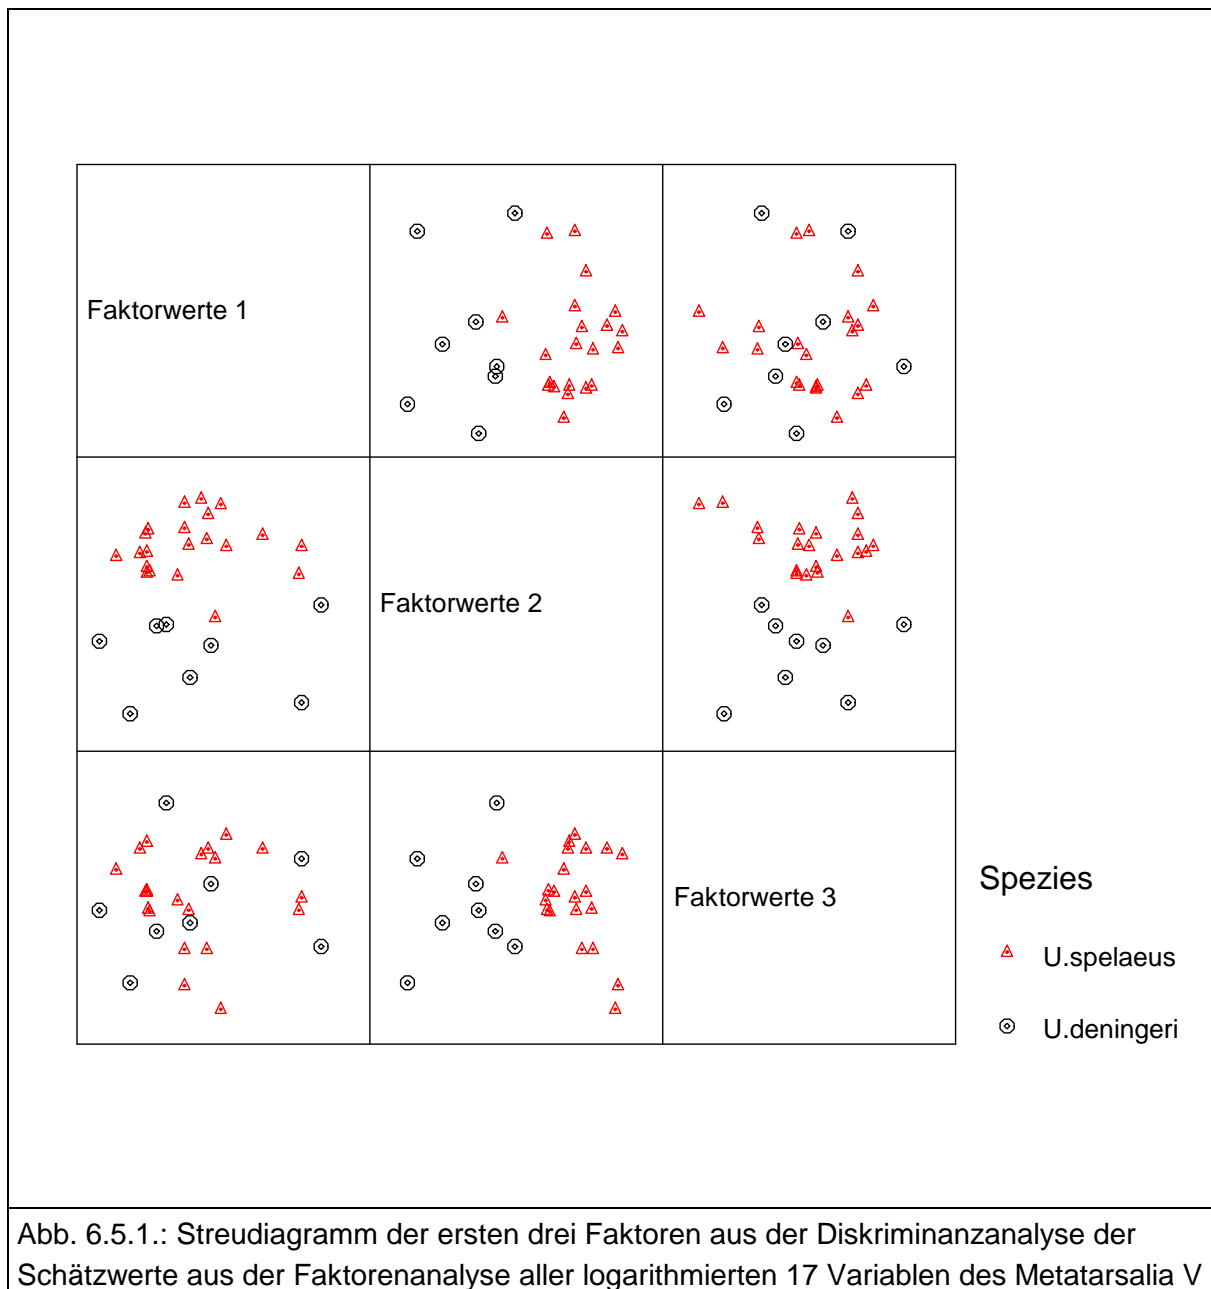 Faktorwerte 1
Faktorwerte 2
Faktorwerte 3
Spezies
U.spelaeus
U.deningeri
Abb. 6.5.1.: Streudiagramm der ersten drei Faktoren aus der Diskriminanzanalyse der
Schätzwerte aus der Faktorenanalyse aller logarithmierten 17 Variablen des Metatarsalia V